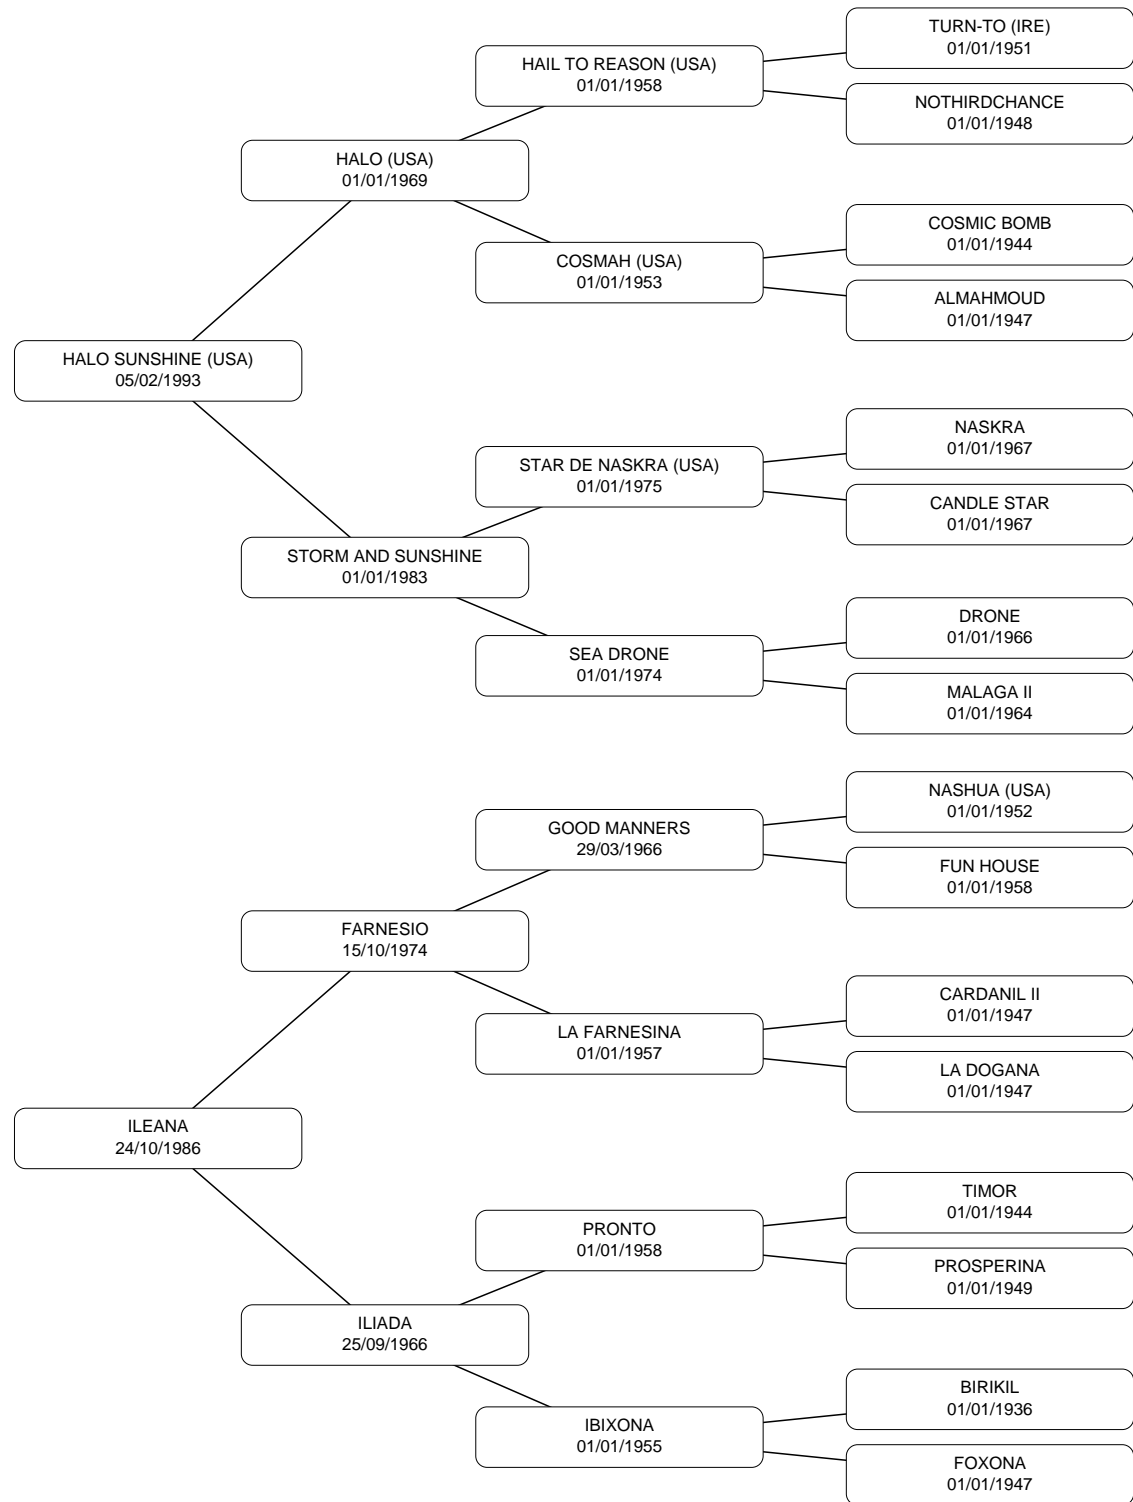 TURN-TO (IRE)
01/01/1951
HAIL TO REASON (USA)
01/01/1958
NOTHIRDCHANCE
01/01/1948
HALO (USA)
01/01/1969
COSMIC BOMB
01/01/1944
COSMAH (USA)
01/01/1953
ALMAHMOUD
01/01/1947
HALO SUNSHINE (USA)
05/02/1993
NASKRA
01/01/1967
STAR DE NASKRA (USA)
01/01/1975
CANDLE STAR
01/01/1967
STORM AND SUNSHINE
01/01/1983
DRONE
01/01/1966
SEA DRONE
01/01/1974
MALAGA II
01/01/1964
NASHUA (USA)
01/01/1952
GOOD MANNERS
29/03/1966
FUN HOUSE
01/01/1958
FARNESIO
15/10/1974
CARDANIL II
01/01/1947
LA FARNESINA
01/01/1957
LA DOGANA
01/01/1947
ILEANA
24/10/1986
TIMOR
01/01/1944
PRONTO
01/01/1958
PROSPERINA
01/01/1949
ILIADA
25/09/1966
BIRIKIL
01/01/1936
IBIXONA
01/01/1955
FOXONA
01/01/1947